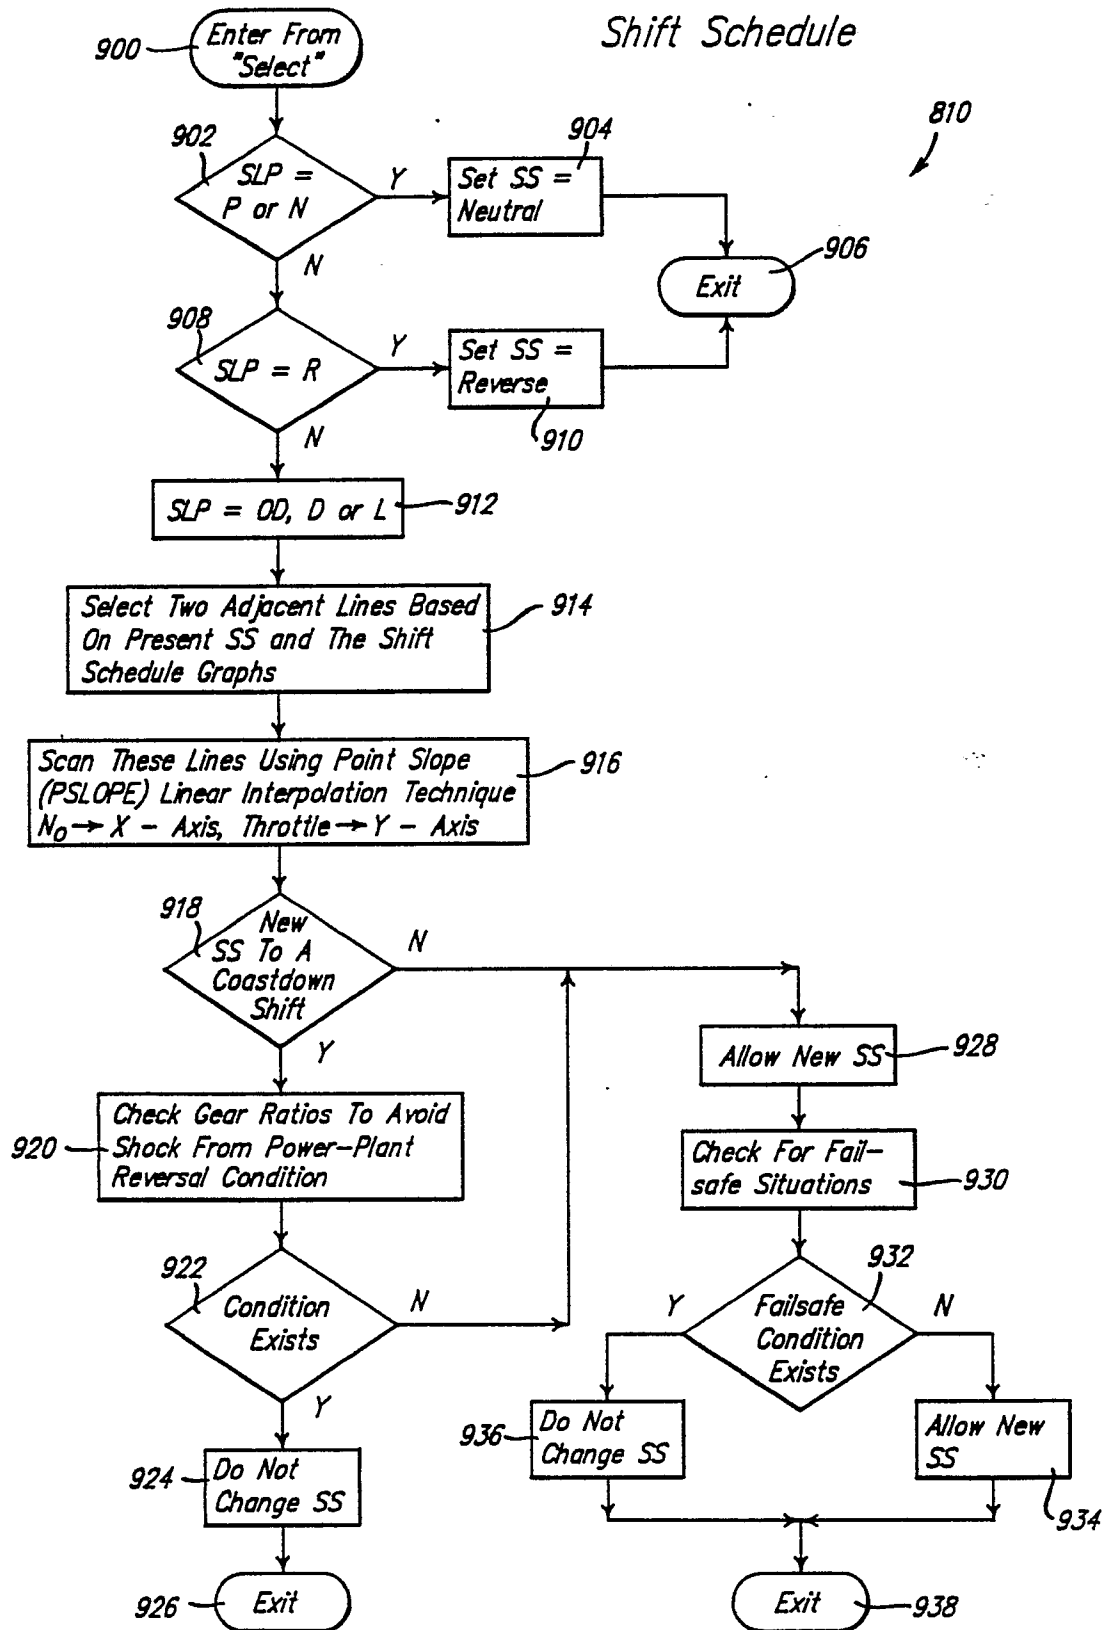 Shift Schedule
810
900
Enter From
"Select"
902
SLP =
P or N
Y
N
904
Set SS =
Neutral
906
Exit
908
SLP = R
Y
N
Set SS =
Reverse
910
SLP = OD, D or L
912
Select Two Adjacent Lines Based
On Present SS and The Shift
Schedule Graphs
914
Scan These Lines Using Point Slope
(PSLOPE) Linear Interpolation Technique
No → X - Axis, Throttle → Y - Axis
916
918
New
SS To A
Coastdown
Shift
N
Y
920
Check Gear Ratios To Avoid
Shock From Power-Plant
Reversal Condition
922
Condition
Exists
N
Y
924
Do Not
Change SS
926
Exit
Allow New SS
928
Check For Fail-
safe Situations
930
932
Failsafe
Condition
Exists
Y
N
936
Do Not
Change SS
Allow New
SS
934
Exit
938